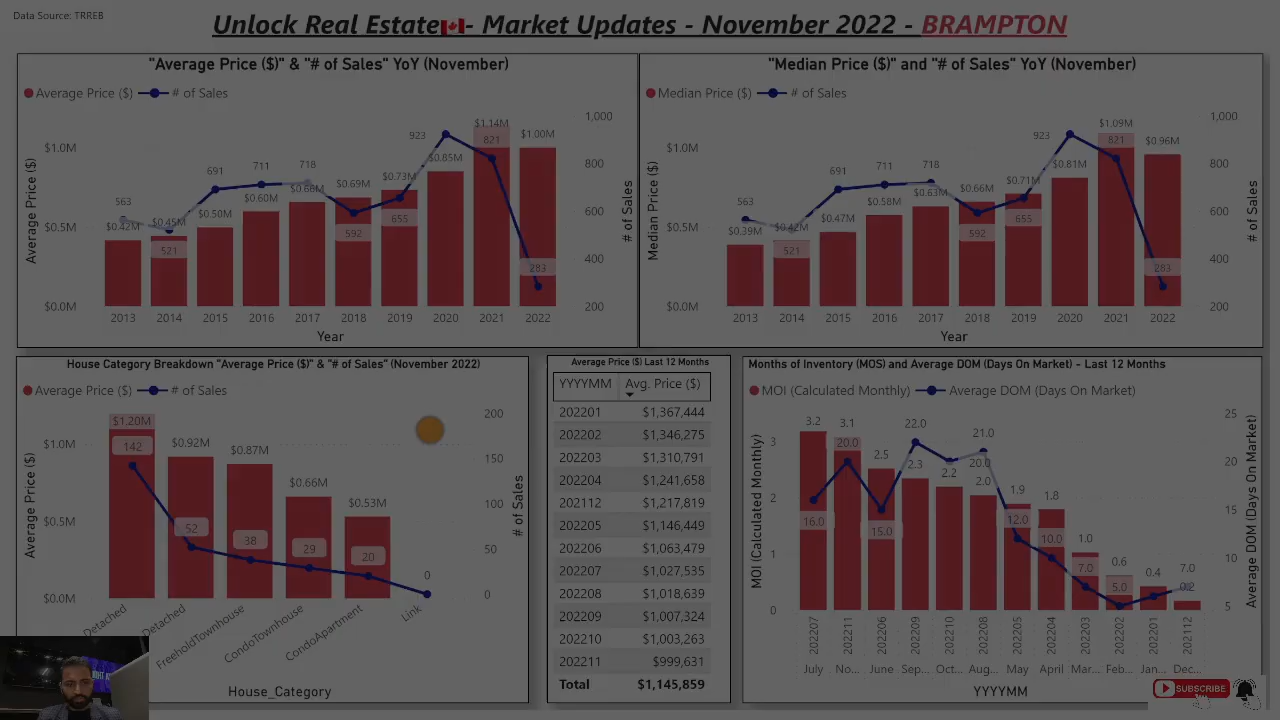 Data Source: TRREB
Unlock Real Estate - Market Updates - November 2022 - BRAMPTON
"Average Price ($)" & "# of Sales" YoY (November)
Average Price ($) # of Sales
Average Price ($)
$1.0M
$0.5M
$0.0M
563 691 711 718 923 $1.14M 821 $1.00M
$0.42M $0.45M 521 $0.50M $0.60M $0.66M $0.69M 592 $0.73M 655 $0.85M 283
1,000
800
600
400
200
# of Sales
2013 2014 2015 2016 2017 2018 2019 2020 2021 2022
Year
"Median Price ($)" and "# of Sales" YoY (November)
Median Price ($) # of Sales
Median Price ($)
$1.0M
$0.5M
$0.0M
563 691 711 718 923 $1.09M 821 $0.96M
$0.39M $0.42M 521 $0.47M $0.58M $0.63M $0.66M 592 $0.71M 655 $0.81M 283
1,000
800
600
400
200
# of Sales
2013 2014 2015 2016 2017 2018 2019 2020 2021 2022
Year
House Category Breakdown "Average Price ($)" & "# of Sales" (November 2022)
Average Price ($) # of Sales
Average Price ($)
$1.0M
$0.5M
$0.0M
$1.20M $0.92M $0.87M $0.66M $0.53M
142 52 38 29 20 0
200
150
100
50
0
# of Sales
Detached Detached FreeholdTownhouse CondoTownhouse CondoApartment Link
House_Category
Average Price ($) Last 12 Months
YYYYMM Avg. Price ($)
202201 $1,367,444
202202 $1,346,275
202203 $1,310,791
202204 $1,241,658
202112 $1,217,819
202205 $1,146,449
202206 $1,063,479
202207 $1,027,535
202208 $1,018,639
202209 $1,007,324
202210 $1,003,263
202211 $999,631
Total $1,145,859
Months of Inventory (MOS) and Average DOM (Days On Market) - Last 12 Months
MOI (Calculated Monthly) Average DOM (Days On Market)
MOI (Calculated Monthly)
3
2
1
0
3.2 3.1 2.5 2.3 2.2 2.0 1.9 1.8 1.0 0.6 0.4 0.2
16.0 20.0 15.0 22.0 20.0 21.0 12.0 10.0 7.0 5.0 7.0
25
20
15
10
5
Average DOM (Days On Market)
202207 202211 202206 202209 202210 202208 202205 202204 202203 202202 202201 202112
July No... June Sep... Oct... Aug... May April Mar... Feb... Jan... Dec...
YYYYMM
SUBSCRIBE